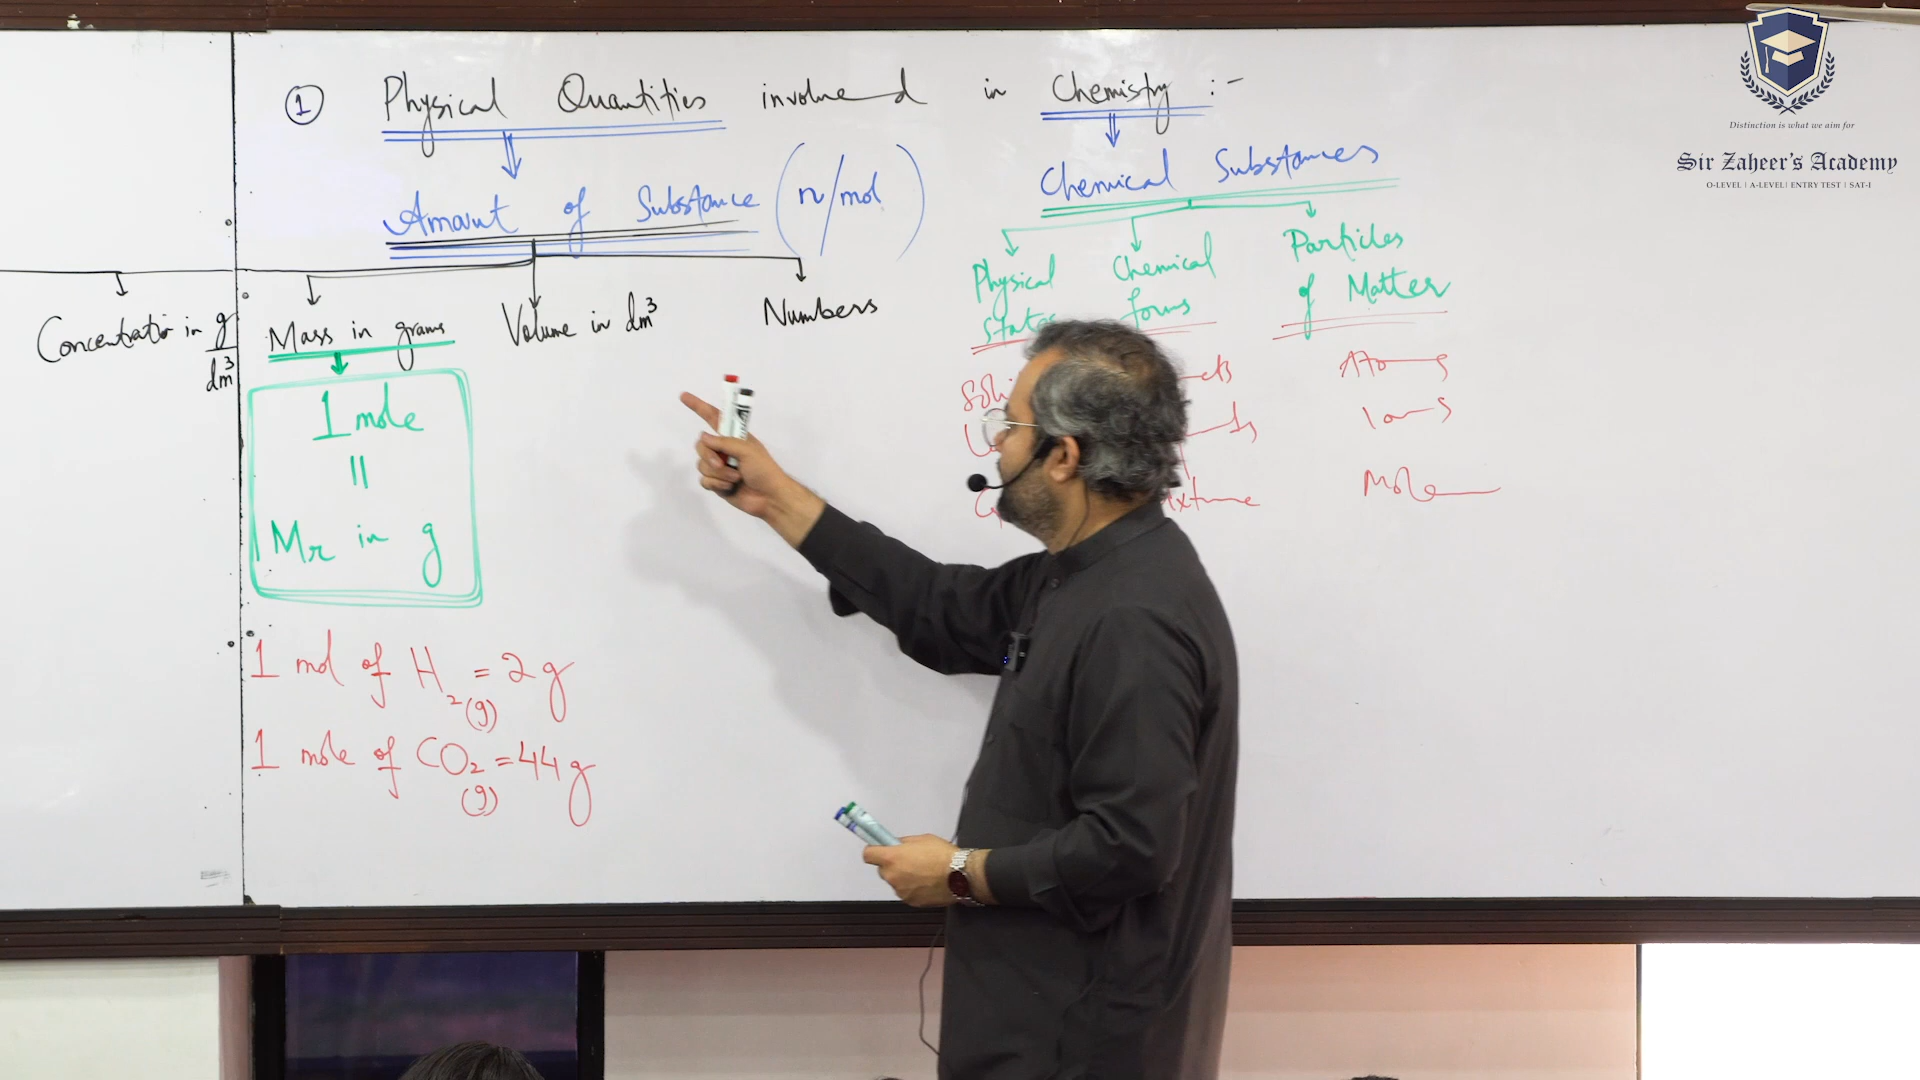 ① Physical Quantities involved in Chemistry :-
Amount of Substance (n/mol)
Concentration in g/dm³
Mass in grams
Volume in dm³
Numbers
1 mole
=
Mr in g
1 mol of H₂(g) = 2g
1 mole of CO₂(g) = 44g
Chemical Substances
Physical
States
Chemical
forms
Particles
of Matter
Atoms
Ions
Mole
Distinction is what we aim for
Sir Zaheer's Academy
O-LEVEL | A-LEVEL | ENTRY TEST | SAT-I